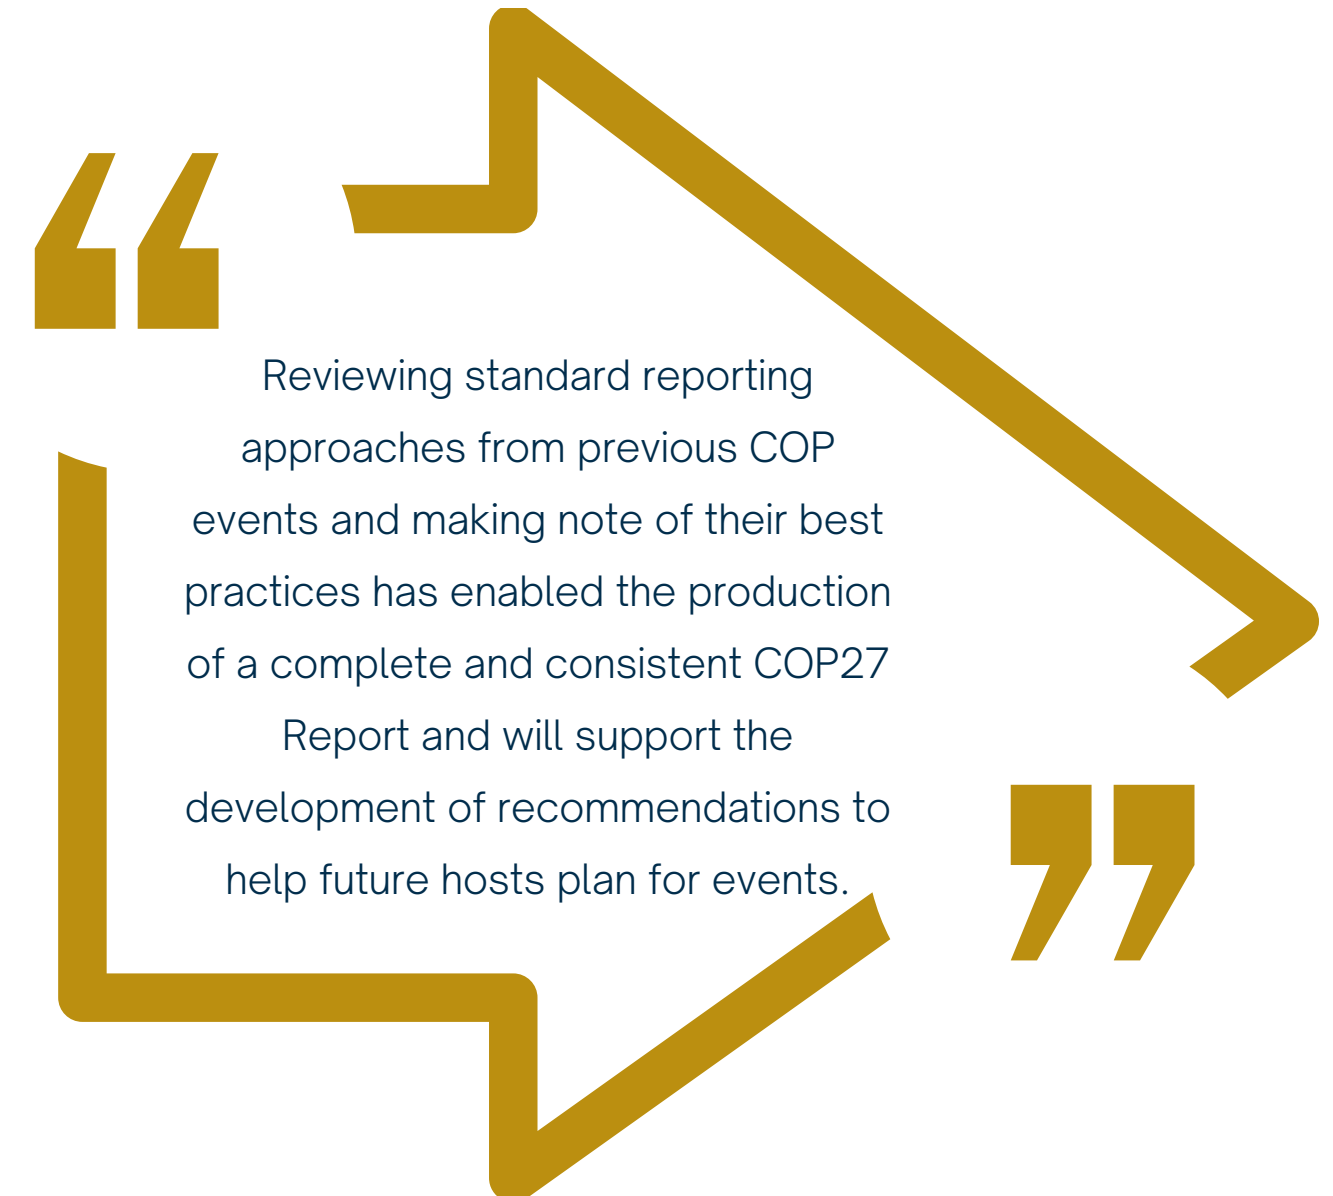 “
Reviewing standard reporting
approaches from previous COP
events and making note of their best
practices has enabled the production
of a complete and consistent COP27
Report and will support the
development of recommendations to
help future hosts plan for events.
”